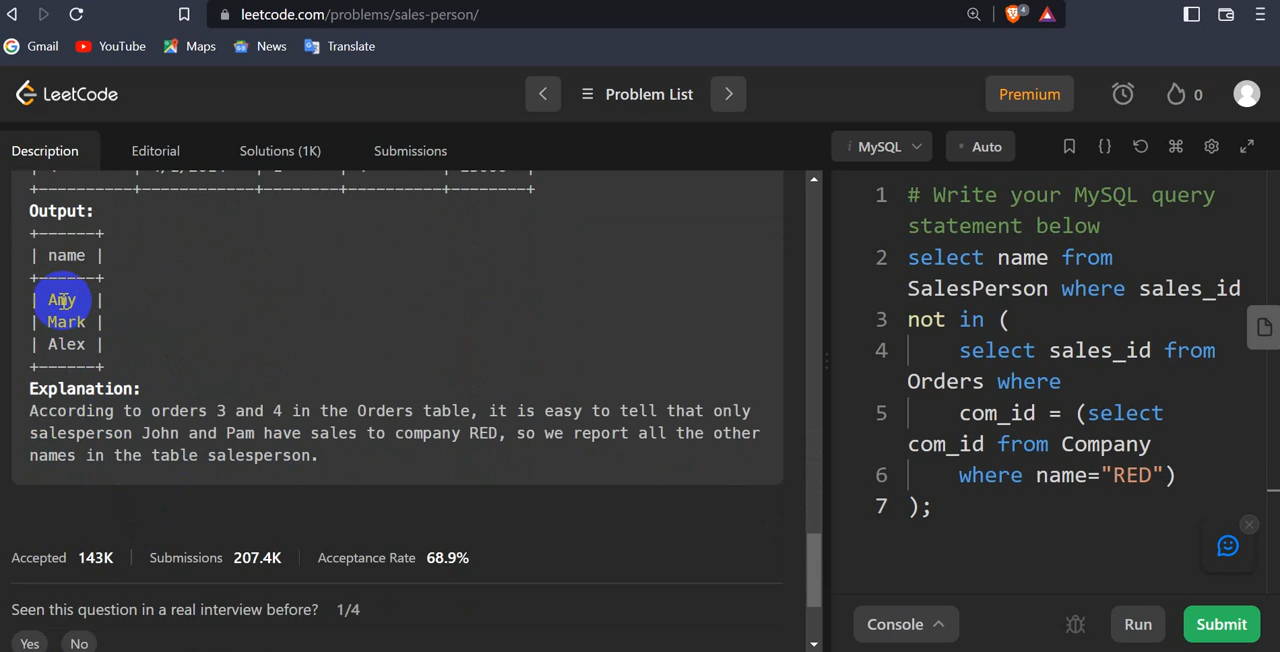 leetcode.com/problems/sales-person/
4
Gmail YouTube Maps News Translate
LeetCode Problem List Premium 0
Description Editorial Solutions (1K) Submissions i MySQL Auto
+----------+------------+--------+----------+--------+
Output:
+------+
| name |
+------+
| Amy |
| Mark |
| Alex |
+------+
Explanation:
According to orders 3 and 4 in the Orders table, it is easy to tell that only
salesperson John and Pam have sales to company RED, so we report all the other
names in the table salesperson.
Accepted 143K Submissions 207.4K Acceptance Rate 68.9%
Seen this question in a real interview before? 1/4
Yes No
1 # Write your MySQL query
statement below
2 select name from
SalesPerson where sales_id
3 not in (
4 select sales_id from
Orders where
5 com_id = (select
com_id from Company
6 where name="RED")
7 );
Console Run Submit